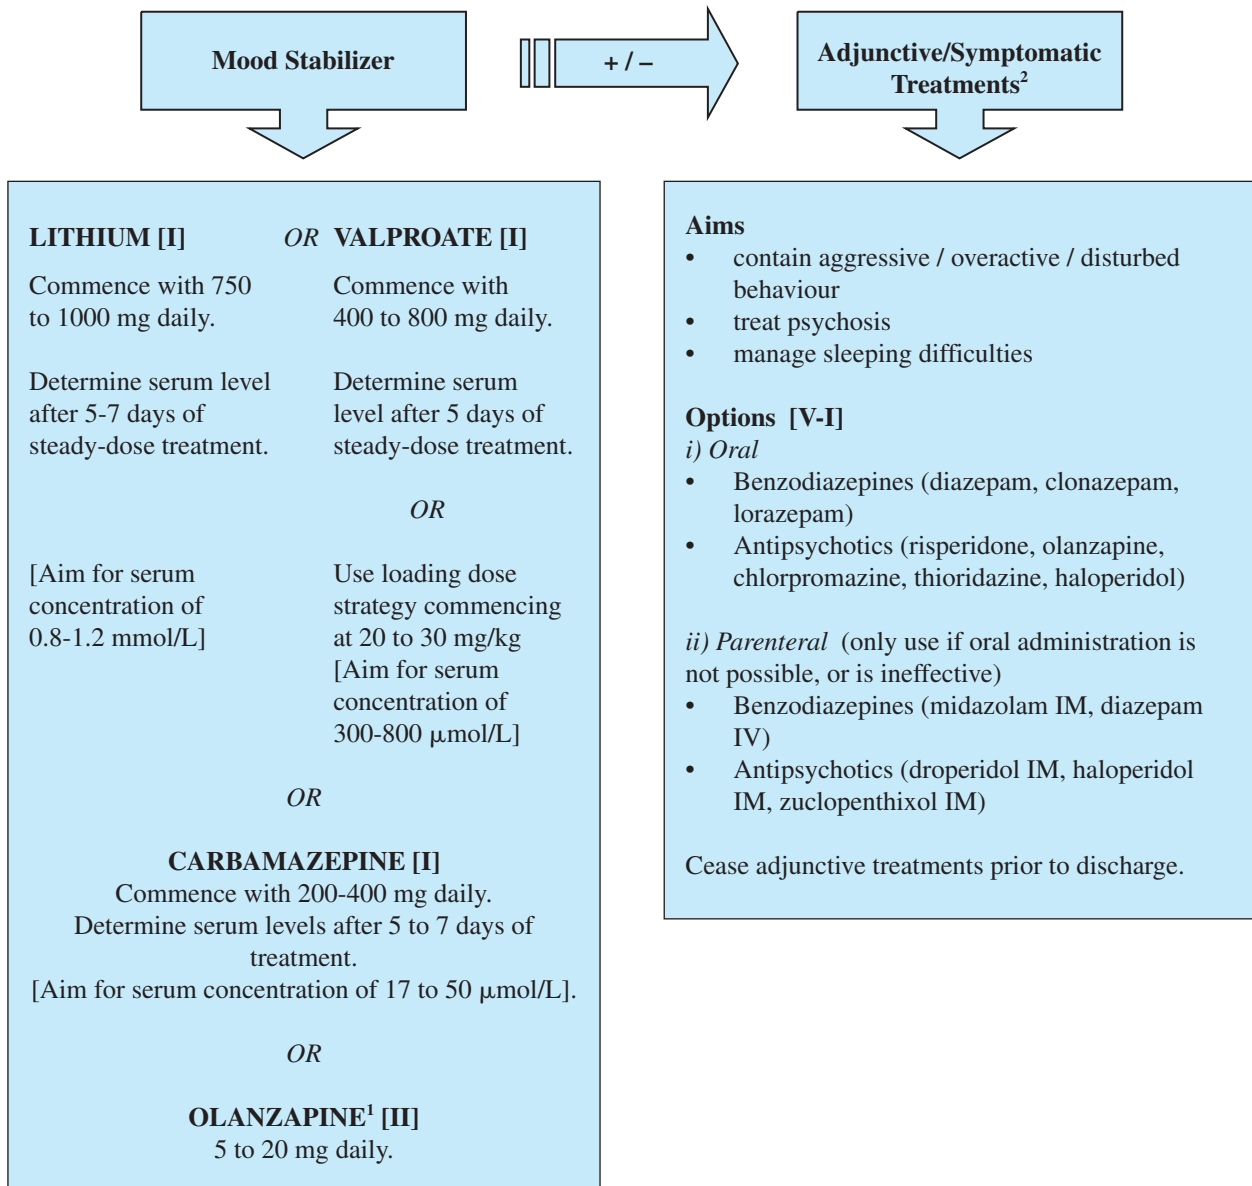 Mood Stabilizer
+ / –
Adjunctive/Symptomatic
Treatments2
LITHIUM [I]
Commence with 750
to 1000 mg daily.
Determine serum level
after 5-7 days of
steady-dose treatment.
[Aim for serum
concentration of
0.8-1.2 mmol/L]
OR
VALPROATE [I]
Commence with
400 to 800 mg daily.
Determine serum
level after 5 days of
steady-dose treatment.
OR
Use loading dose
strategy commencing
at 20 to 30 mg/kg
[Aim for serum
concentration of
300-800 μmol/L]
OR
CARBAMAZEPINE [I]
Commence with 200-400 mg daily.
Determine serum levels after 5 to 7 days of
treatment.
[Aim for serum concentration of 17 to 50 μmol/L].
OR
OLANZAPINE1 [II]
5 to 20 mg daily.
Aims
• contain aggressive / overactive / disturbed
behaviour
• treat psychosis
• manage sleeping difficulties
Options [V-I]
i) Oral
• Benzodiazepines (diazepam, clonazepam,
lorazepam)
• Antipsychotics (risperidone, olanzapine,
chlorpromazine, thioridazine, haloperidol)
ii) Parenteral (only use if oral administration is
not possible, or is ineffective)
• Benzodiazepines (midazolam IM, diazepam
IV)
• Antipsychotics (droperidol IM, haloperidol
IM, zuclopenthixol IM)
Cease adjunctive treatments prior to discharge.